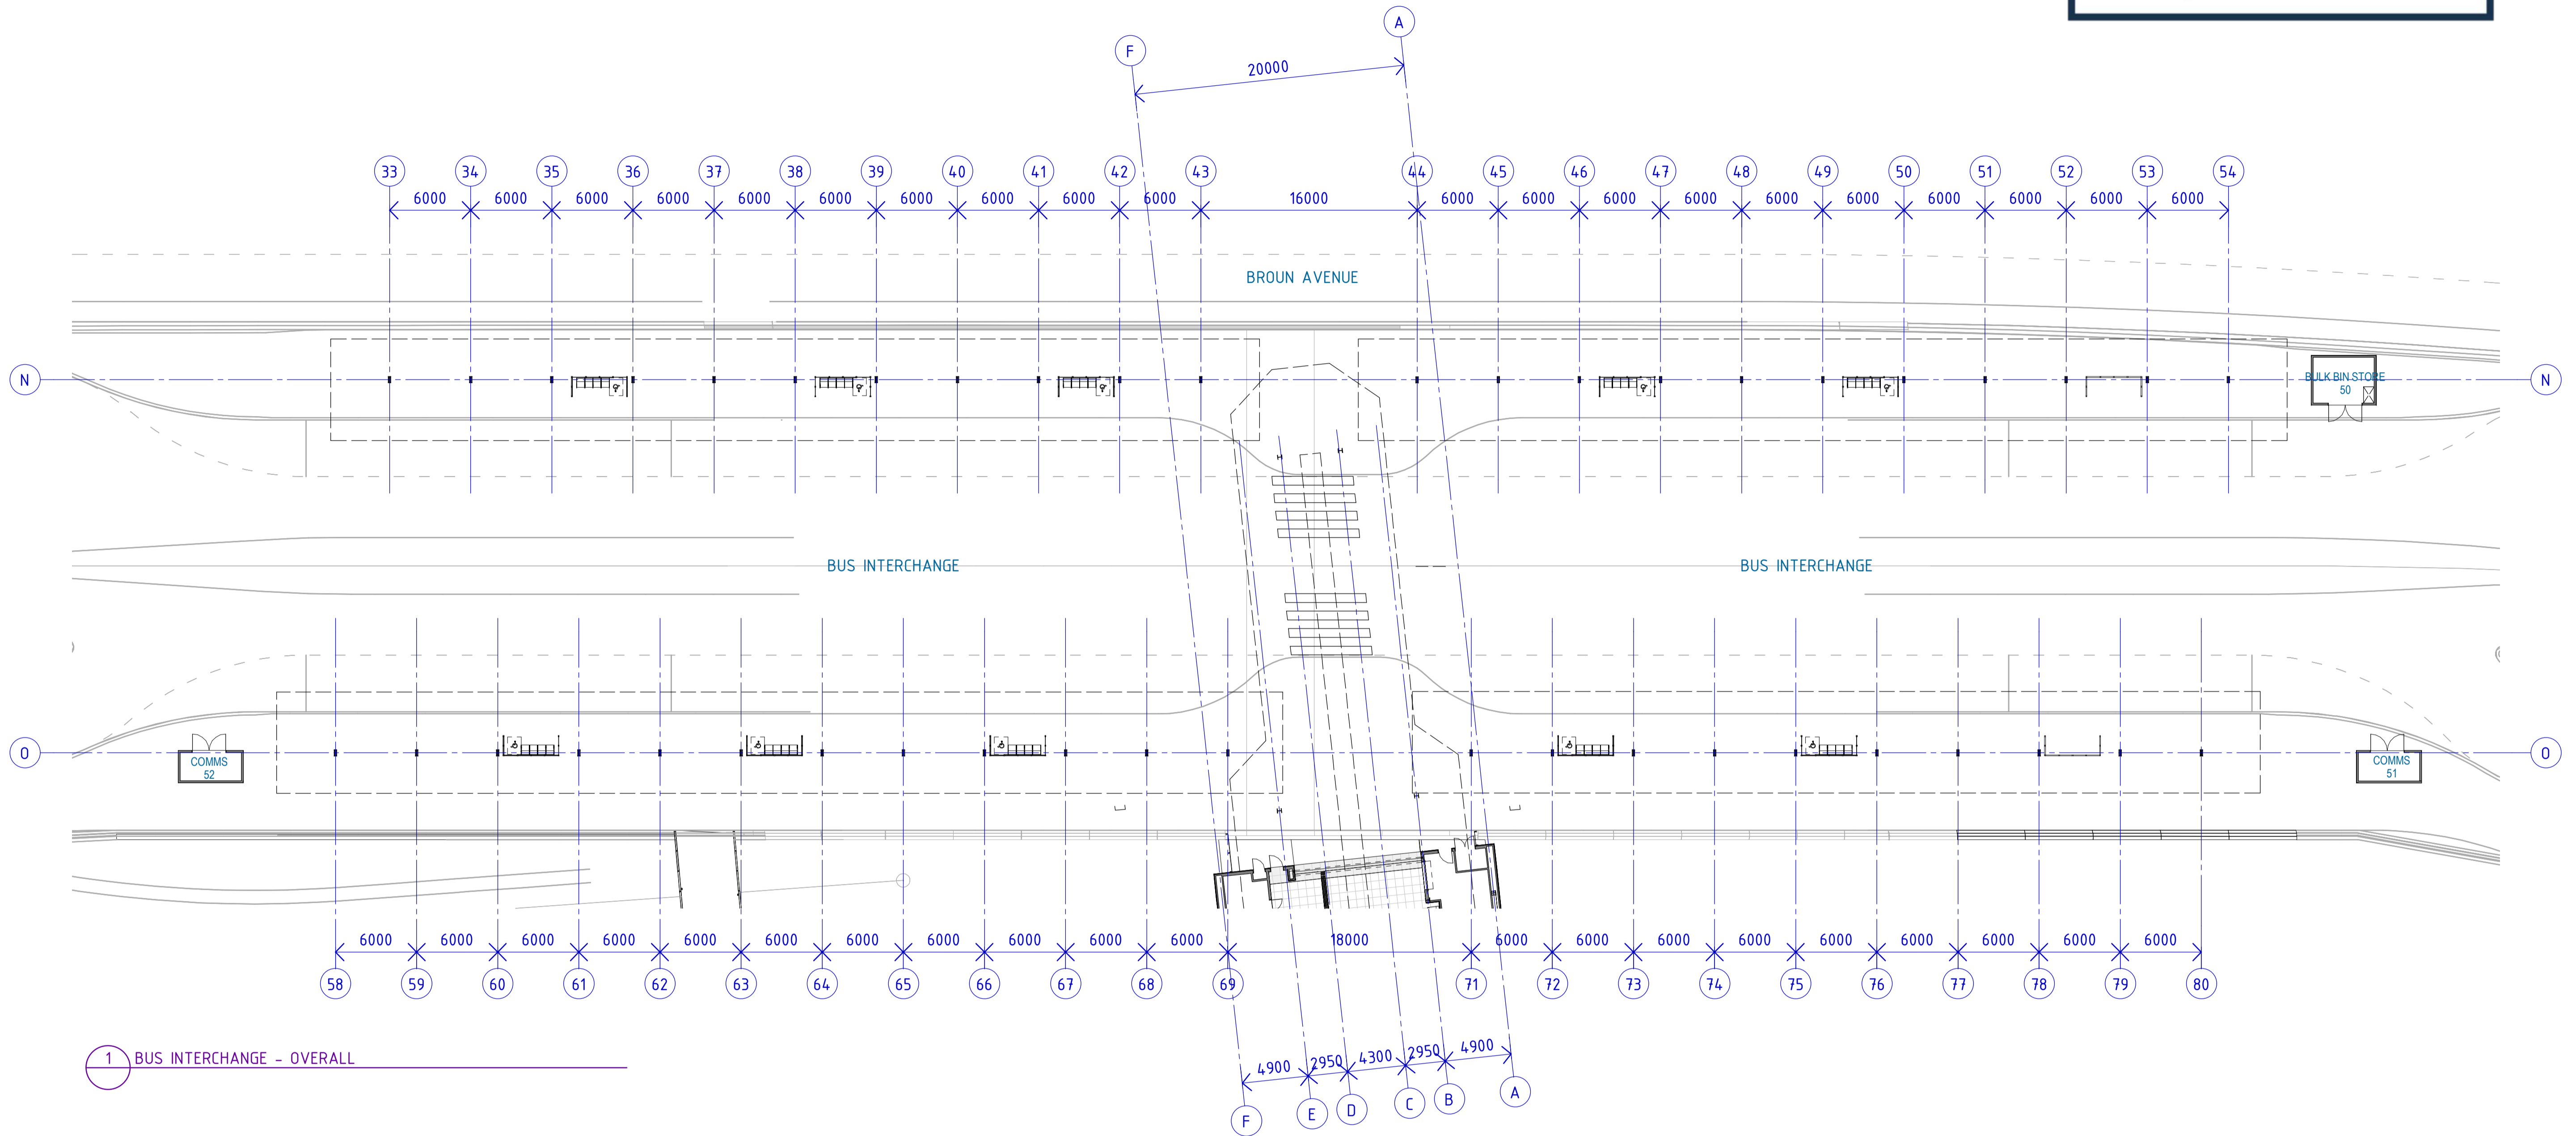 A
F
20000
33 34 35 36 37 38 39 40 41 42 43 44 45 46 47 48 49 50 51 52 53 54
6000 6000 6000 6000 6000 6000 6000 6000 6000 6000 16000 6000 6000 6000 6000 6000 6000 6000 6000 6000 6000
BROUN AVENUE
N N
BULK BIN STORE
50
BUS INTERCHANGE BUS INTERCHANGE
O O
COMMS
52
COMMS
51
6000 6000 6000 6000 6000 6000 6000 6000 6000 6000 6000 18000 6000 6000 6000 6000 6000 6000 6000 6000 6000
58 59 60 61 62 63 64 65 66 67 68 69 71 72 73 74 75 76 77 78 79 80
4900 2950 4300 2950 4900
F E D C B A
1 BUS INTERCHANGE - OVERALL